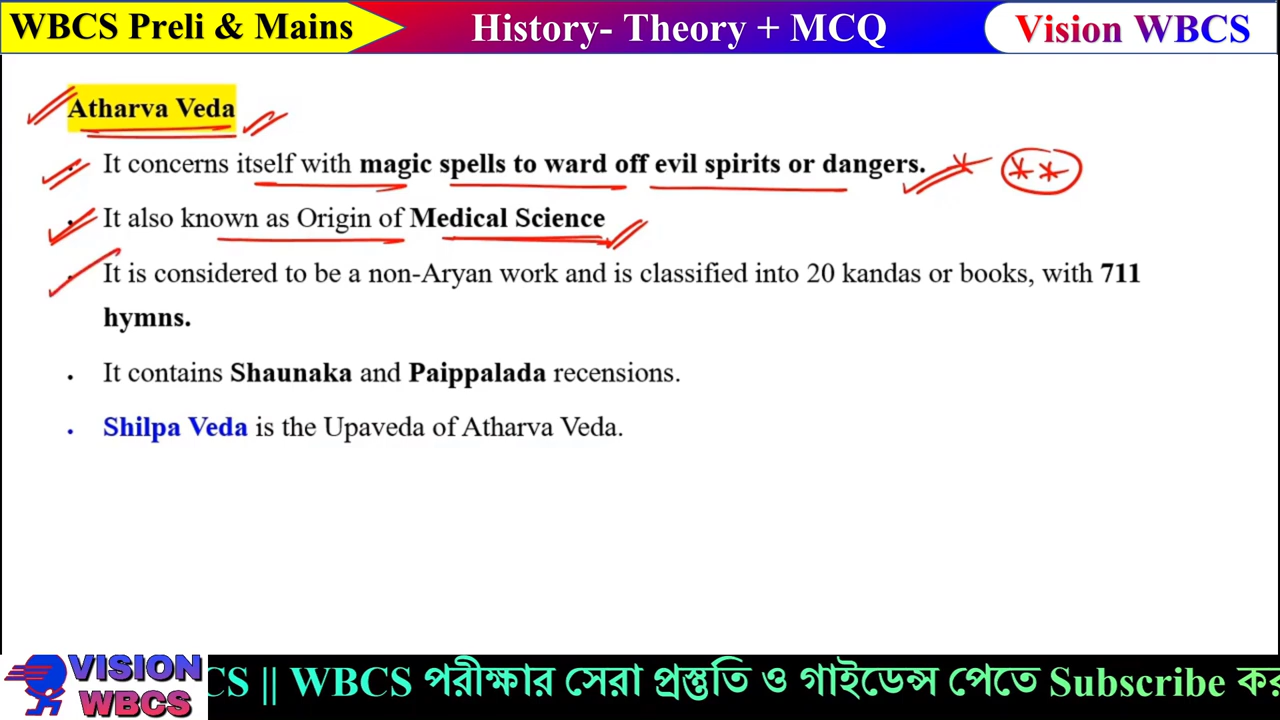 WBCS Preli & Mains
History- Theory + MCQ
Vision WBCS
Atharva Veda
• It concerns itself with magic spells to ward off evil spirits or dangers.
• It also known as Origin of Medical Science
• It is considered to be a non-Aryan work and is classified into 20 kandas or books, with 711
hymns.
• It contains Shaunaka and Paippalada recensions.
• Shilpa Veda is the Upaveda of Atharva Veda.
VISION
WBCS
CS || WBCS পরীক্ষার সেরা প্রস্তুতি ও গাইডেন্স পেতে Subscribe কর